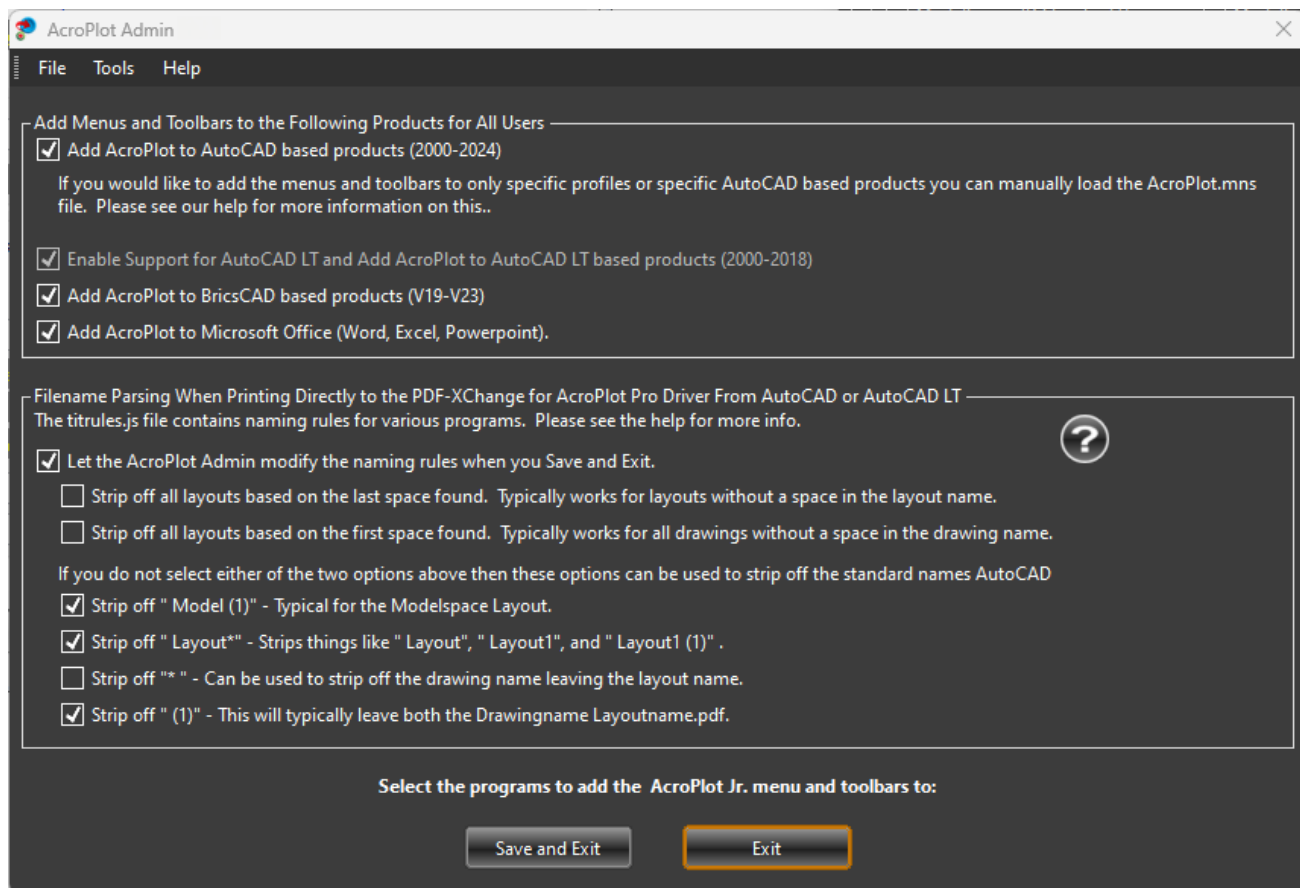 AcroPlot Admin
File Tools Help
Add Menus and Toolbars to the Following Products for All Users
Add AcroPlot to AutoCAD based products (2000-2024)
If you would like to add the menus and toolbars to only specific profiles or specific AutoCAD based products you can manually load the AcroPlot.mns
file. Please see our help for more information on this..
Enable Support for AutoCAD LT and Add AcroPlot to AutoCAD LT based products (2000-2018)
Add AcroPlot to BricsCAD based products (V19-V23)
Add AcroPlot to Microsoft Office (Word, Excel, Powerpoint).
Filename Parsing When Printing Directly to the PDF-XChange for AcroPlot Pro Driver From AutoCAD or AutoCAD LT
The titrules.js file contains naming rules for various programs. Please see the help for more info.
?
Let the AcroPlot Admin modify the naming rules when you Save and Exit.
Strip off all layouts based on the last space found. Typically works for layouts without a space in the layout name.
Strip off all layouts based on the first space found. Typically works for all drawings without a space in the drawing name.
If you do not select either of the two options above then these options can be used to strip off the standard names AutoCAD
Strip off " Model (1)" - Typical for the Modelspace Layout.
Strip off " Layout*" - Strips things like " Layout", " Layout1", and " Layout1 (1)" .
Strip off "* " - Can be used to strip off the drawing name leaving the layout name.
Strip off " (1)" - This will typically leave both the Drawingname Layoutname.pdf.
Select the programs to add the AcroPlot Jr. menu and toolbars to:
Save and Exit
Exit